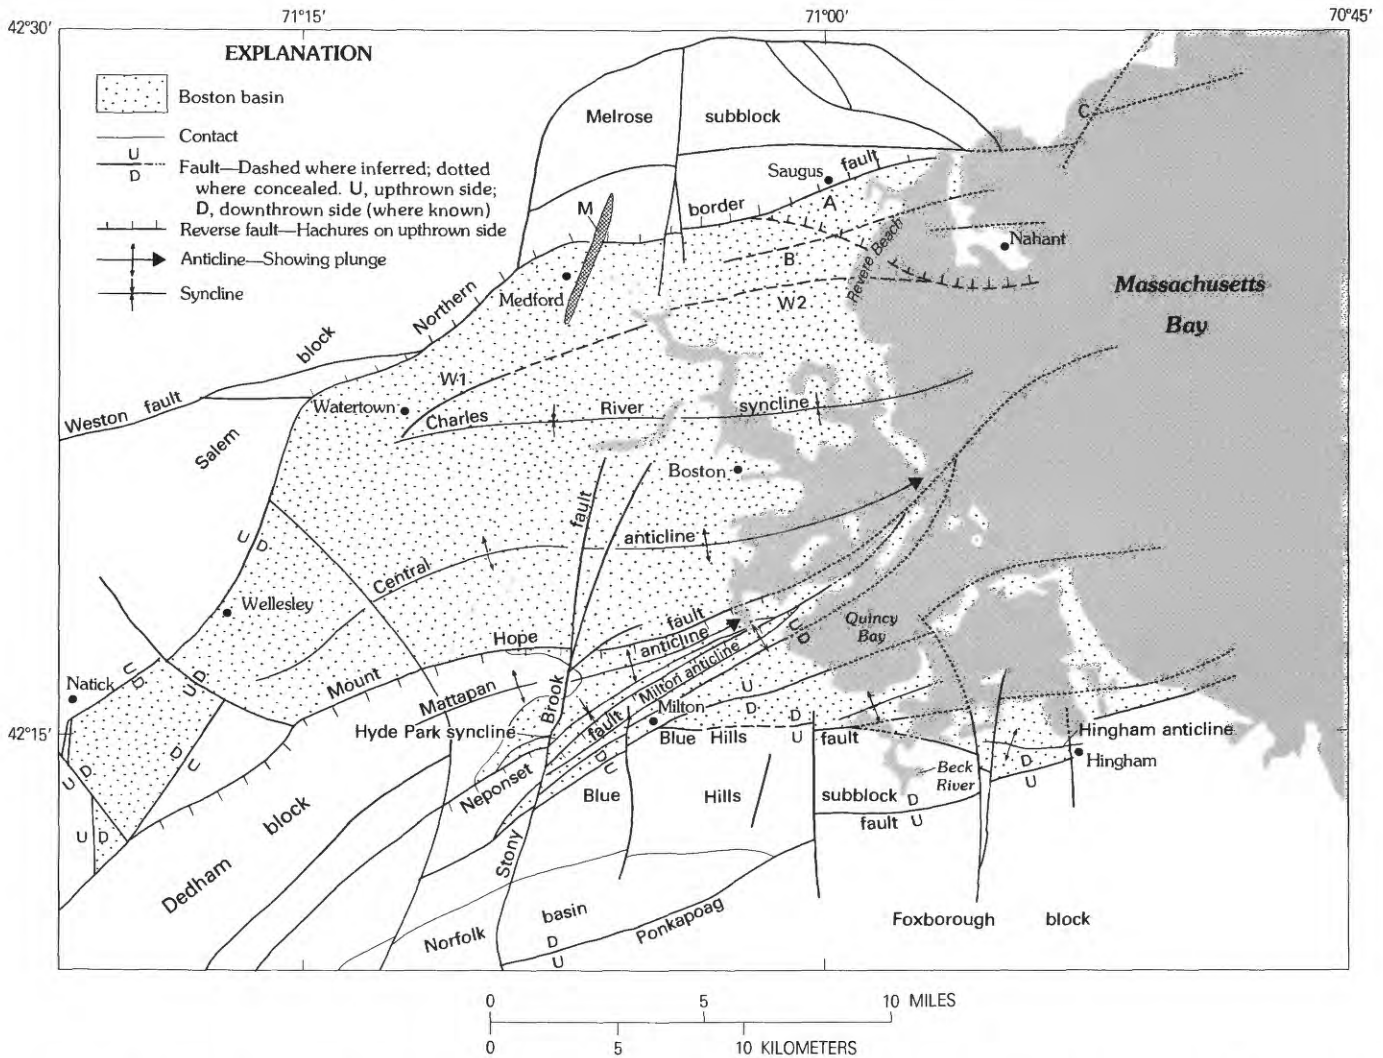 71°15′
71°00′
70°45′
42°30′
EXPLANATION
Boston basin
Contact
U
D
Fault—Dashed where inferred; dotted
where concealed. U, upthrown side;
D, downthrown side (where known)
Reverse fault—Hachures on upthrown side
Anticline—Showing plunge
Syncline
Melrose subblock
C
Saugus
Northern border fault
M
A
Nahant
Revere Beach
B
Medford
W2
Massachusetts
Bay
W1
Weston fault
Salem block
Watertown
Charles River syncline
Boston
U D
Central anticline
Wellesley
Stony Brook fault
Mount Hope fault
Quincy
Bay
U D
Mattapan anticline
Milton anticline
U D
U D
Natick
Hyde Park syncline
Milton
U
D
42°15′
Neponset fault
D U
Blue Hills fault
D
U
Hingham anticline
Hingham
D U
U D
D
U
Beck
River
Blue Hills subblock
D
U
fault
U D
Dedham block
Norfolk basin
Ponkapoag
D
U
Foxborough block
0 5 10 MILES
0 5 10 KILOMETERS